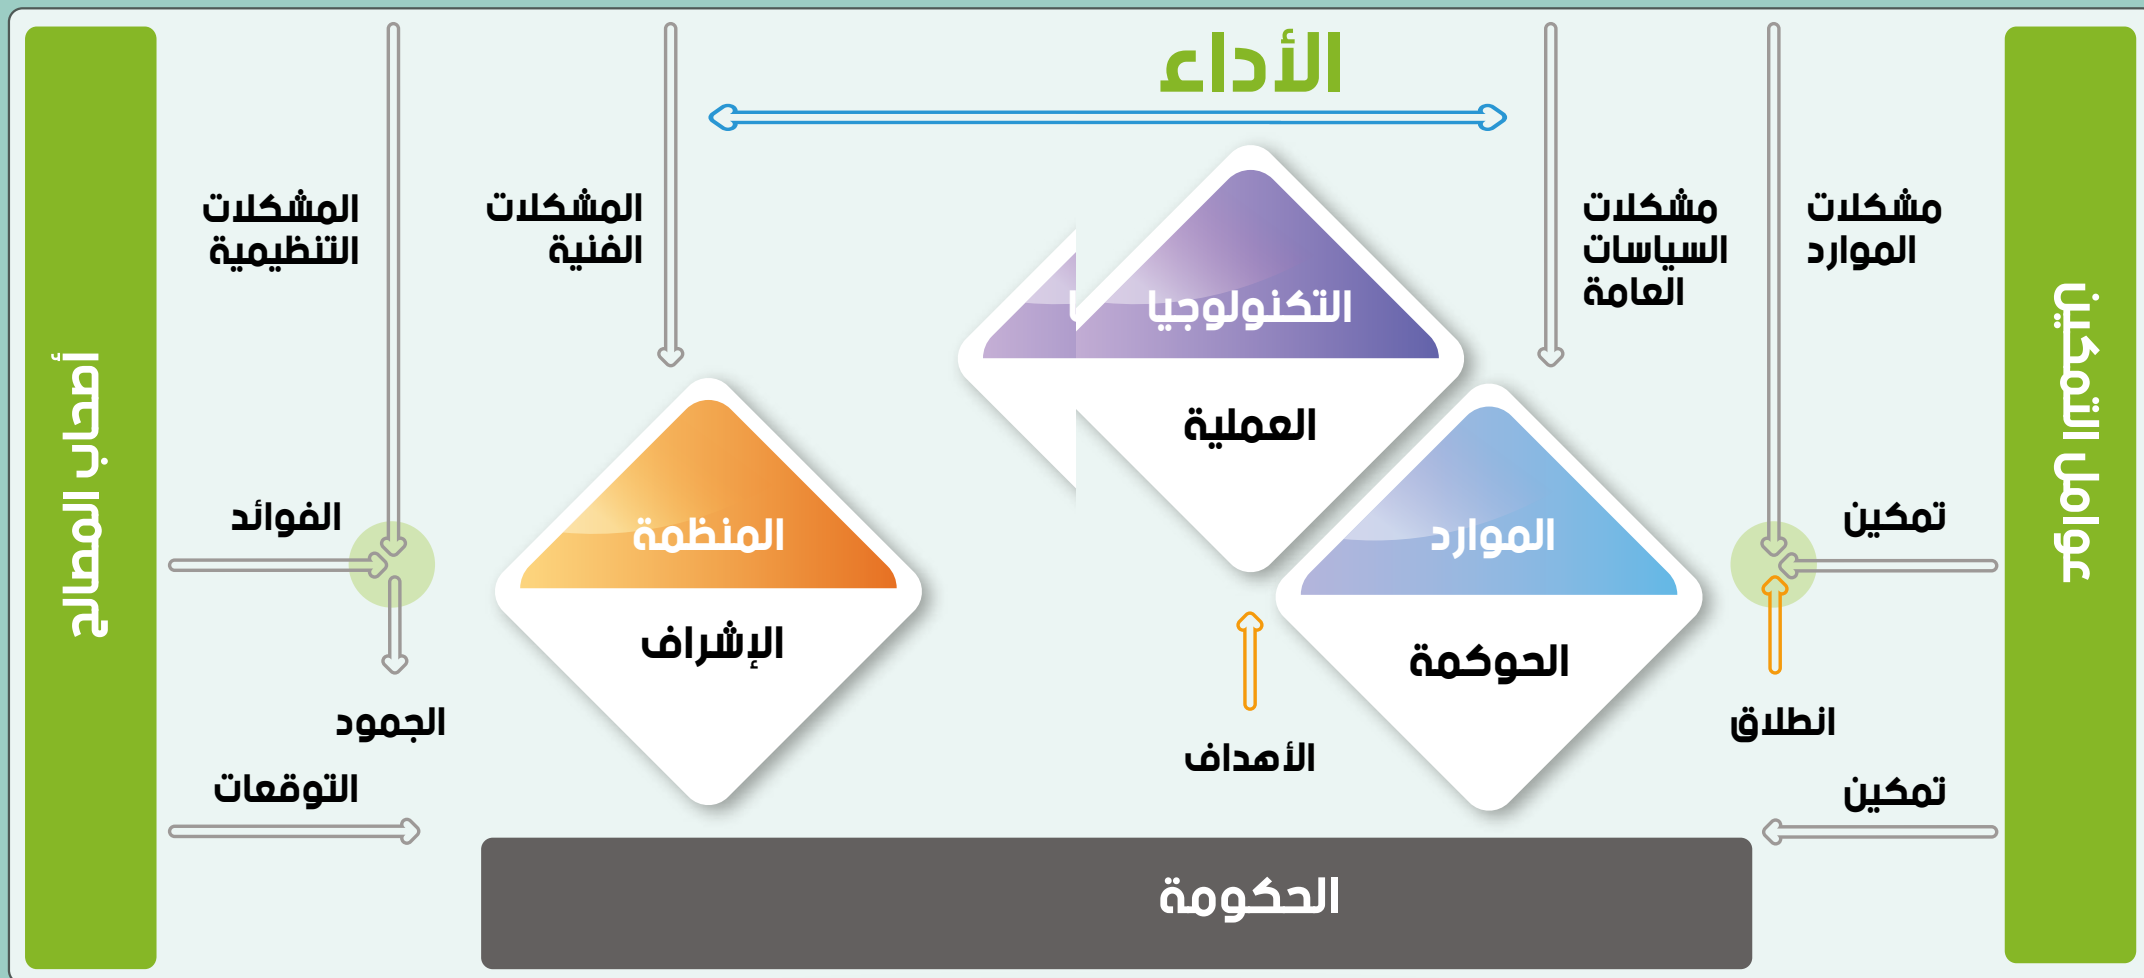 الأداء
عوامل التمكين
مشكلات
الموارد
مشكلات
السياسات
العامة
المشكلات
الفنية
المشكلات
التنظيمية
أصحاب المصالح
التكنولوجيا
العملية
الموارد
الحوكمة
المنظمة
الإشراف
تمكين
انطلاق
تمكين
الأهداف
الفوائد
الجمود
التوقعات
الحكومة